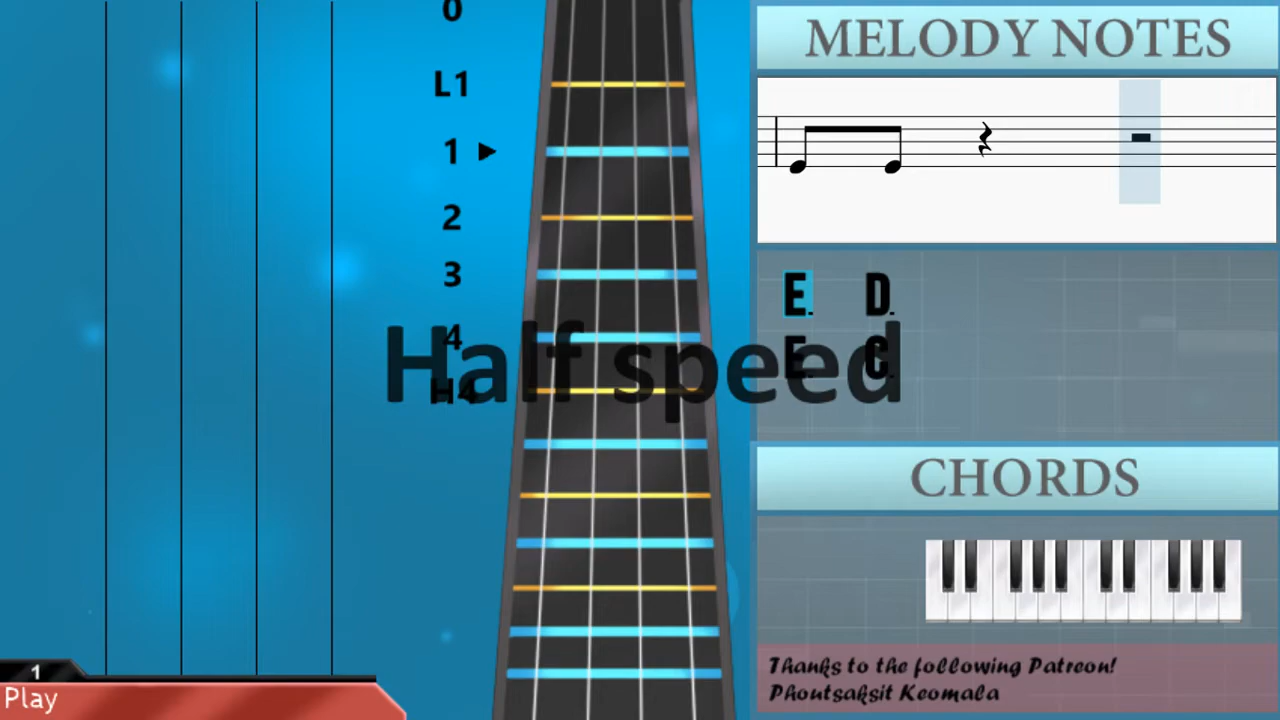 0
L1
1
2
3
4
H4
Half speed
MELODY NOTES
E. D.
E. C.
CHORDS
Thanks to the following Patreon!
Phoutsaksit Keomala
1
Play